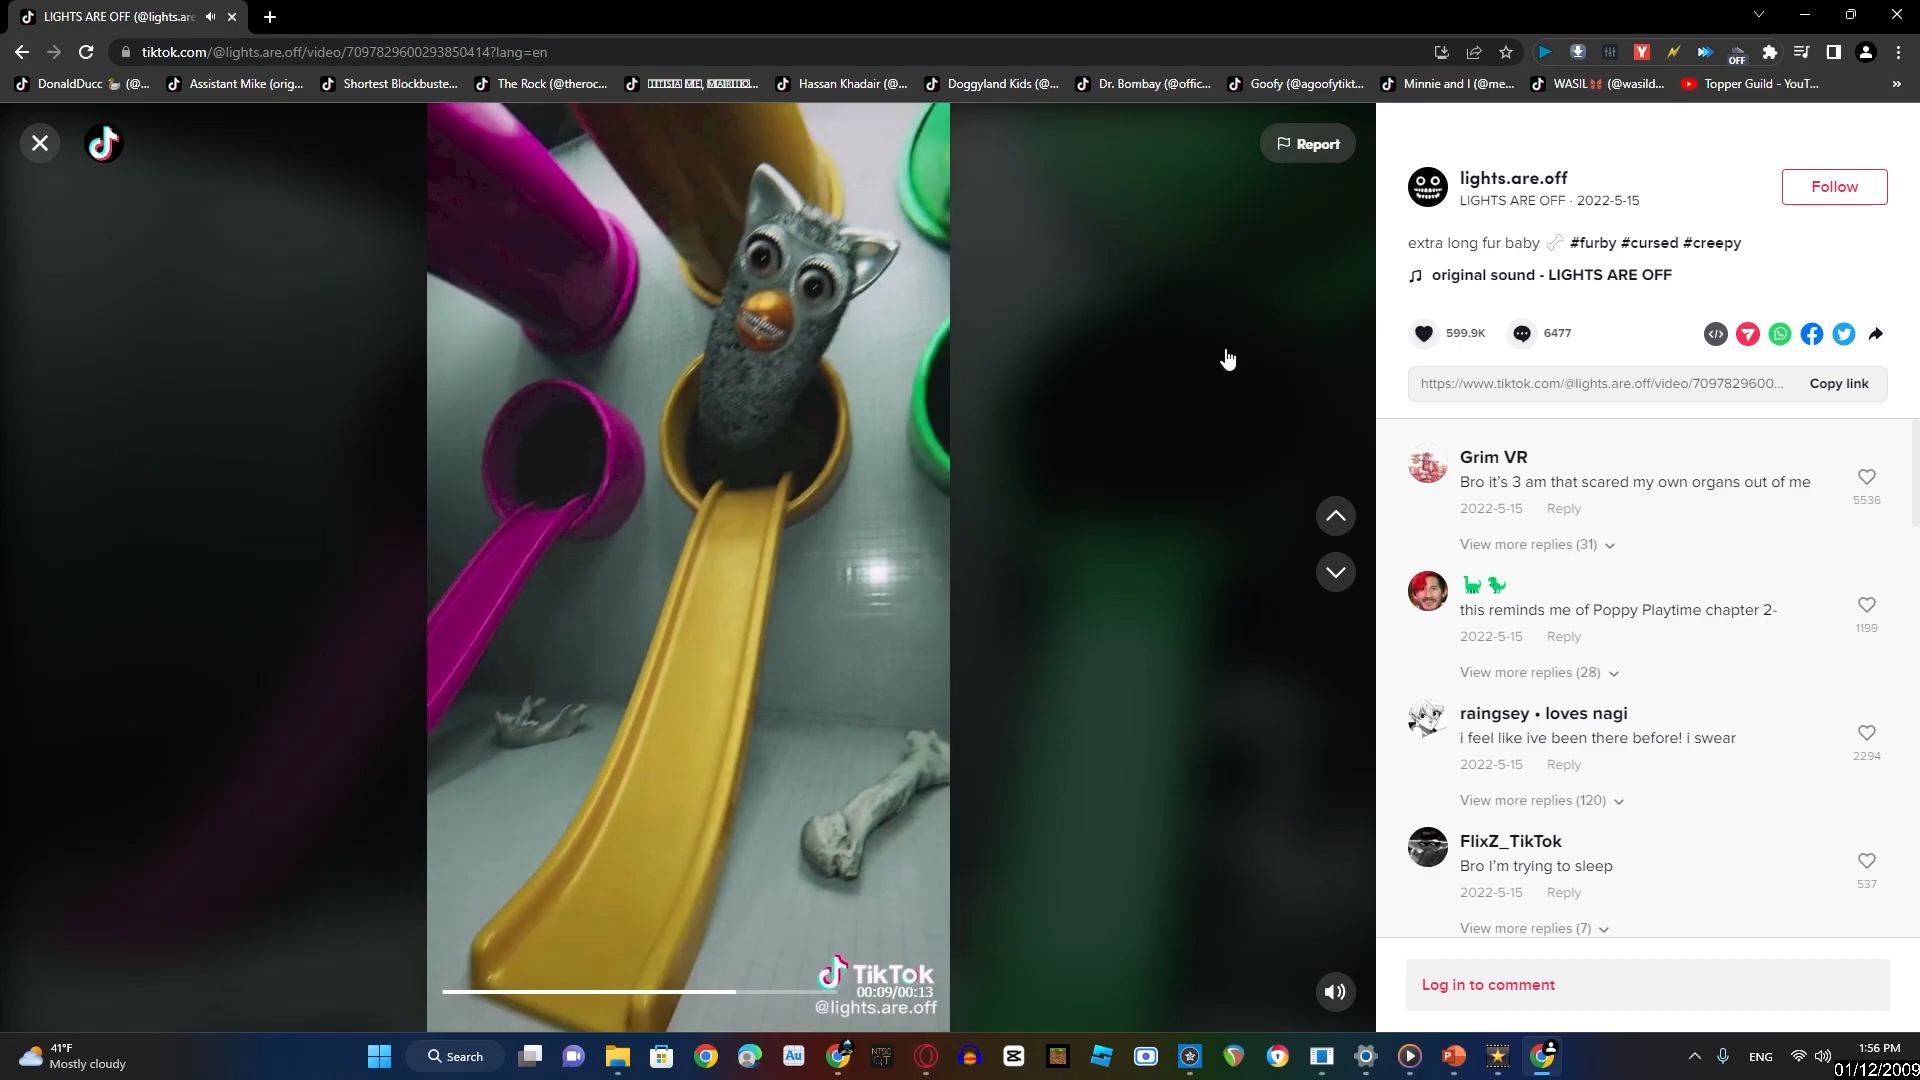 LIGHTS ARE OFF (@lights.are
tiktok.com/@lights.are.off/video/7097829600293850414?lang=en
OFF
DonaldDucc 🦆 (@...
Assistant Mike (orig...
Shortest Blockbuste...
The Rock (@theroc...
Hassan Khadair (@...
Doggyland Kids (@...
Dr. Bombay (@offic...
Goofy (@agoofytikt...
Minnie and I (@me...
WASIL (@wasild...
Topper Guild - YouT...
Report
lights.are.off
LIGHTS ARE OFF · 2022-5-15
Follow
extra long fur baby 🦴 #furby #cursed #creepy
original sound - LIGHTS ARE OFF
599.9K
6477
https://www.tiktok.com/@lights.are.off/video/7097829600...
Copy link
Grim VR
Bro it's 3 am that scared my own organs out of me
5536
2022-5-15 Reply
View more replies (31)
🦕🦖
this reminds me of Poppy Playtime chapter 2-
1199
2022-5-15 Reply
View more replies (28)
raingsey • loves nagi
i feel like ive been there before! i swear
2294
2022-5-15 Reply
View more replies (120)
FlixZ_TikTok
Bro I'm trying to sleep
537
2022-5-15 Reply
View more replies (7)
Log in to comment
TikTok
00:09/00:13
@lights.are.off
41°F
Mostly cloudy
Search
Au
NTSC
QT
ENG
1:56 PM
01/12/2009